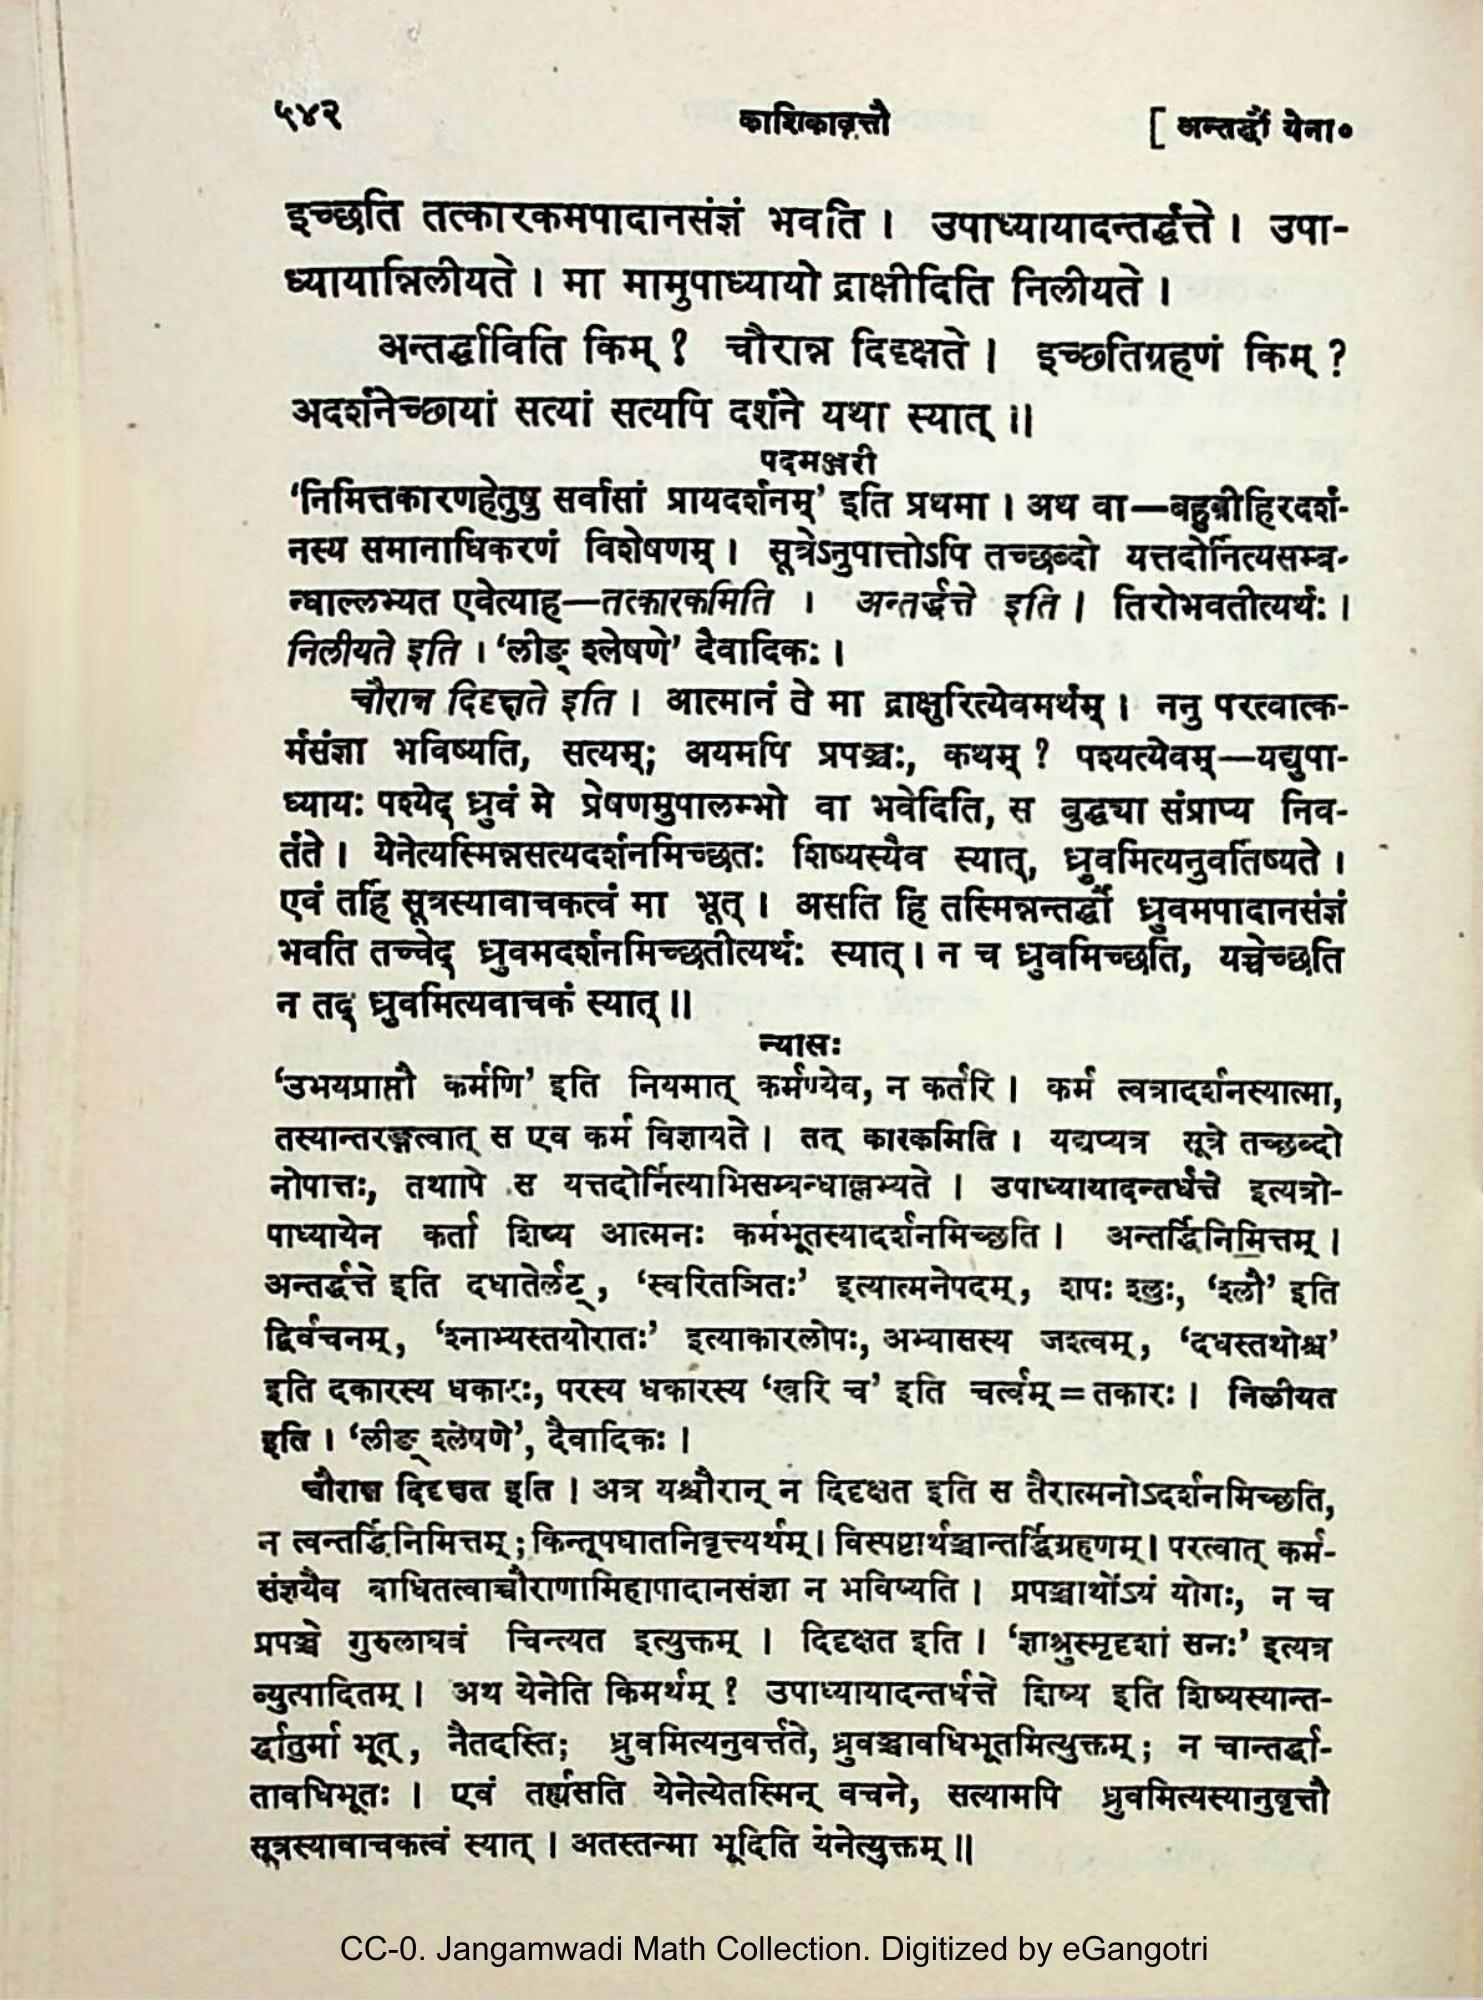 ५४२
काशिकावृत्तौ
[ अन्तर्द्धौ येना०
इच्छति तत्कारकमपादानसंज्ञं भवति । उपाध्यायादन्तर्द्धत्ते । उपा-
ध्यायान्निलीयते । मा मामुपाध्यायो द्राक्षीदिति निलीयते ।
अन्तर्द्धाविति किम् ? चौरान्न दिदृक्षते । इच्छतिग्रहणं किम् ?
अदर्शनेच्छायां सत्यां सत्यपि दर्शने यथा स्यात् ॥
पदमञ्जरी
‘निमित्तकारणहेतुषु सर्वासां प्रायदर्शनम्’ इति प्रथमा । अथ वा—बहुव्रीहिरदर्श-
नस्य समानाधिकरणं विशेषणम् । सूत्रेऽनुपात्तोऽपि तच्छब्दो यत्तदोर्नित्यसम्ब-
न्धाल्लभ्यत एवेत्याह—तत्कारकमिति । अन्तर्द्धत्ते इति । तिरोभवतीत्यर्थः ।
निलीयते इति । ‘लीङ् श्लेषणे’ दैवादिकः ।
चौरान्न दिदृक्षते इति । आत्मानं ते मा द्राक्षुरित्येवमर्थम् । ननु परत्वात्क-
र्मसंज्ञा भविष्यति, सत्यम्; अयमपि प्रपञ्चः, कथम् ? पश्यत्येवम्—यद्युपा-
ध्यायः पश्येद् ध्रुवं मे प्रेषणमुपालम्भो वा भवेदिति, स बुद्ध्या संप्राप्य निव-
र्तते । येनेत्यस्मिन्नसत्यदर्शनमिच्छतः शिष्यस्यैव स्यात्, ध्रुवमित्यनुवर्तिष्यते ।
एवं तर्हि सूत्रस्यावाचकत्वं मा भूत् । असति हि तस्मिन्नन्तर्द्धौ ध्रुवमपादानसंज्ञं
भवति तच्चेद् ध्रुवमदर्शनमिच्छतीत्यर्थः स्यात् । न च ध्रुवमिच्छति, यच्चेच्छति
न तद् ध्रुवमित्यवाचकं स्यात् ॥
न्यासः
‘उभयप्राप्तौ कर्मणि’ इति नियमात् कर्मण्येव, न कर्तरि । कर्म त्वत्रादर्शनस्यात्मा,
तस्यान्तरङ्गत्वात् स एव कर्म विज्ञायते । तत् कारकमिति । यद्यप्यत्र सूत्रे तच्छब्दो
नोपात्तः, तथापे स यत्तदोर्नित्याभिसम्बन्धाल्लभ्यते । उपाध्यायादन्तर्धत्ते इत्यत्रो-
पाध्यायेन कर्ता शिष्य आत्मनः कर्मभूतस्यादर्शनमिच्छति । अन्तर्द्धिनिमित्तम् ।
अन्तर्द्धत्ते इति दधातेर्लट्, ‘स्वरितञितः’ इत्यात्मनेपदम्, शपः श्लुः, ‘श्लौ’ इति
द्विर्वचनम्, ‘श्नाभ्यस्तयोरातः’ इत्याकारलोपः, अभ्यासस्य जश्त्वम्, ‘दधस्तथोश्च’
इति दकारस्य धकारः, परस्य धकारस्य ‘खरि च’ इति चर्त्वम् = तकारः । निलीयत
इति । ‘लीङ् श्लेषणे’, दैवादिकः ।
चौरान्न दिदृक्षत इति । अत्र यश्चौरान् न दिदृक्षत इति स तैरात्मनोऽदर्शनमिच्छति,
न त्वन्तर्द्धिनिमित्तम् ; किन्तूपघातनिवृत्त्यर्थम् । विस्पष्टार्थञ्चान्तर्द्धिग्रहणम् । परत्वात् कर्म-
संज्ञयैव बाधितत्वाच्चौराणामिहापादानसंज्ञा न भविष्यति । प्रपञ्चार्थोऽयं योगः, न च
प्रपञ्चे गुरुलाघवं चिन्त्यत इत्युक्तम् । दिदृक्षत इति । ‘ज्ञाश्रुस्मृदृशां सनः’ इत्यत्र
व्युत्पादितम् । अथ येनेति किमर्थम् ? उपाध्यायादन्तर्धत्ते शिष्य इति शिष्यस्यान्त-
र्द्धातुर्मा भूत्, नैतदस्ति; ध्रुवमित्यनुवर्त्तते, ध्रुवञ्चावधिभूतमित्युक्तम् ; न चान्तर्द्धा-
तावधिभूतः । एवं तर्ह्यसति येनेत्येतस्मिन् वचने, सत्यामपि ध्रुवमित्यस्यानुवृत्तौ
सूत्रस्यावाचकत्वं स्यात् । अतस्तन्मा भूदिति येनेत्युक्तम् ॥
CC-0. Jangamwadi Math Collection. Digitized by eGangotri